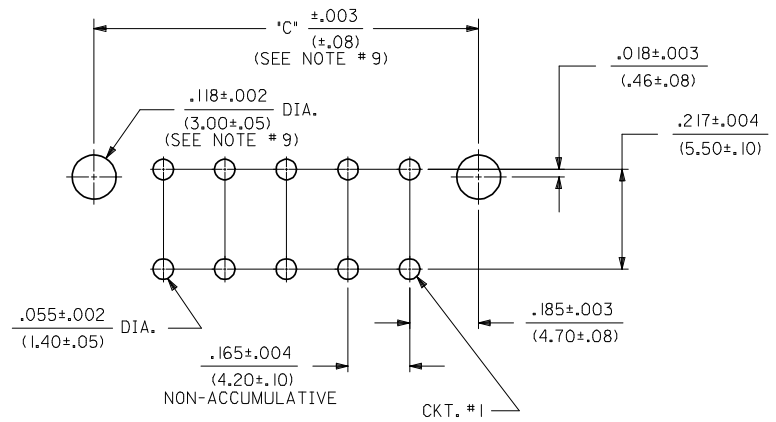 "C" ±.003
(±.08)
(SEE NOTE #9)
.018±.003
(.46±.08)
.118±.002 DIA.
(3.00±.05)
(SEE NOTE #9)
.217±.004
(5.50±.10)
.055±.002 DIA.
(1.40±.05)
.185±.003
(4.70±.08)
.165±.004
(4.20±.10)
NON-ACCUMULATIVE
CKT. #1